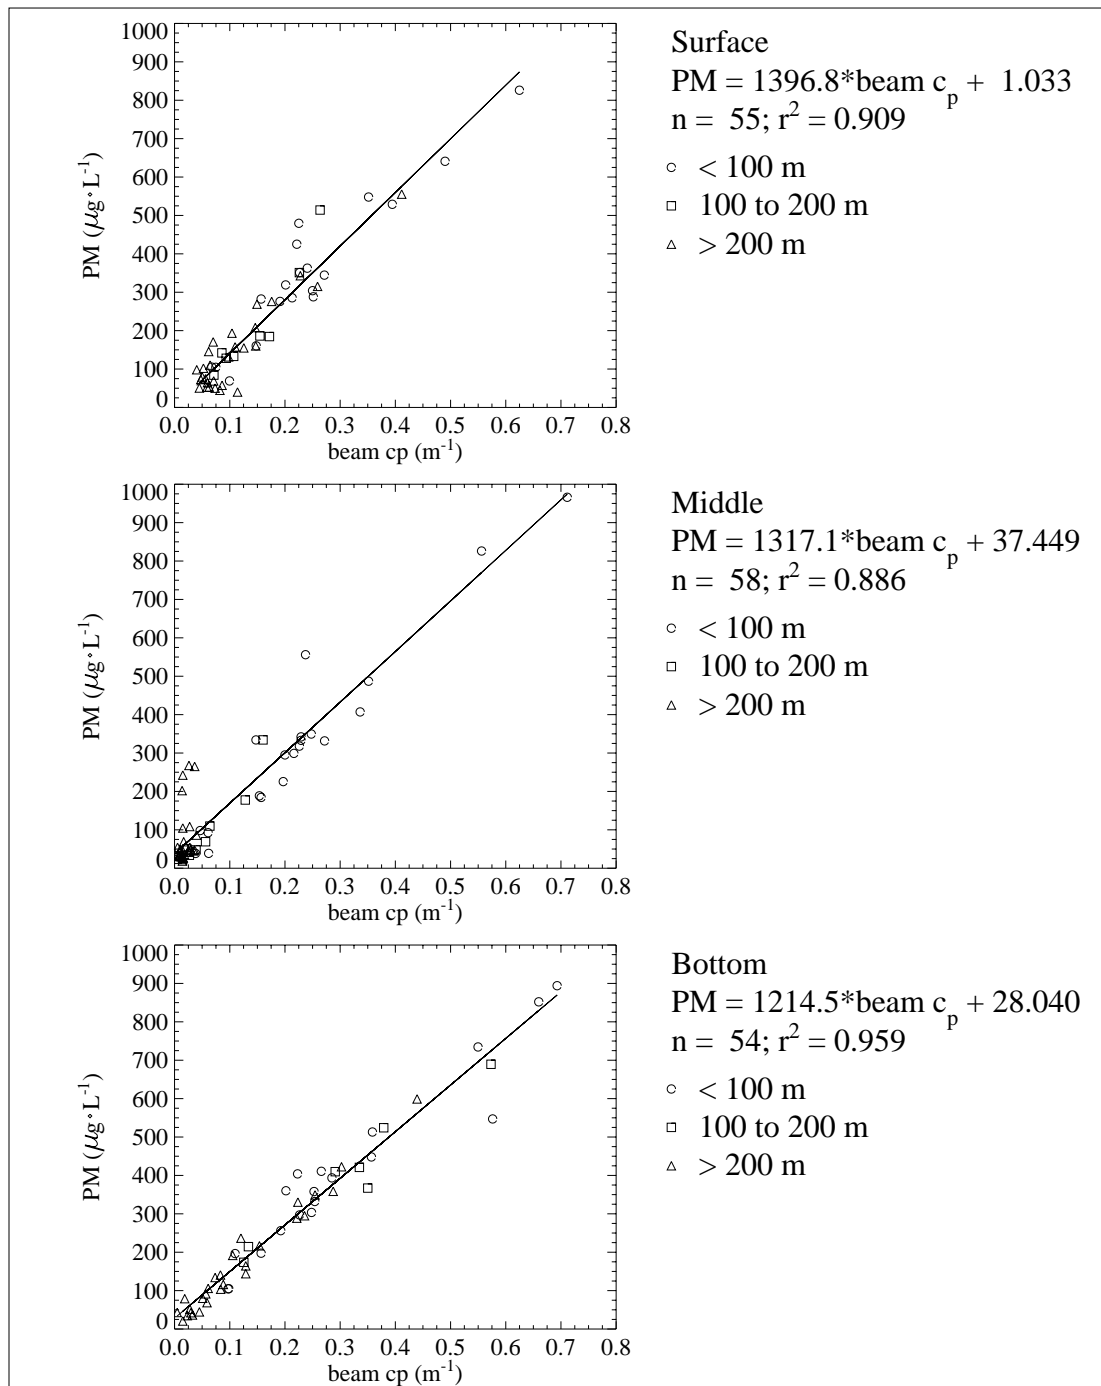 1000
900
800
700
600
500
400
300
200
100
0
PM (μg·L⁻¹)
0.0 0.1 0.2 0.3 0.4 0.5 0.6 0.7 0.8
beam cp (m⁻¹)
Surface
PM = 1396.8*beam cₚ + 1.033
n = 55; r² = 0.909
< 100 m
100 to 200 m
> 200 m
1000
900
800
700
600
500
400
300
200
100
0
PM (μg·L⁻¹)
0.0 0.1 0.2 0.3 0.4 0.5 0.6 0.7 0.8
beam cp (m⁻¹)
Middle
PM = 1317.1*beam cₚ + 37.449
n = 58; r² = 0.886
< 100 m
100 to 200 m
> 200 m
1000
900
800
700
600
500
400
300
200
100
0
PM (μg·L⁻¹)
0.0 0.1 0.2 0.3 0.4 0.5 0.6 0.7 0.8
beam cp (m⁻¹)
Bottom
PM = 1214.5*beam cₚ + 28.040
n = 54; r² = 0.959
< 100 m
100 to 200 m
> 200 m